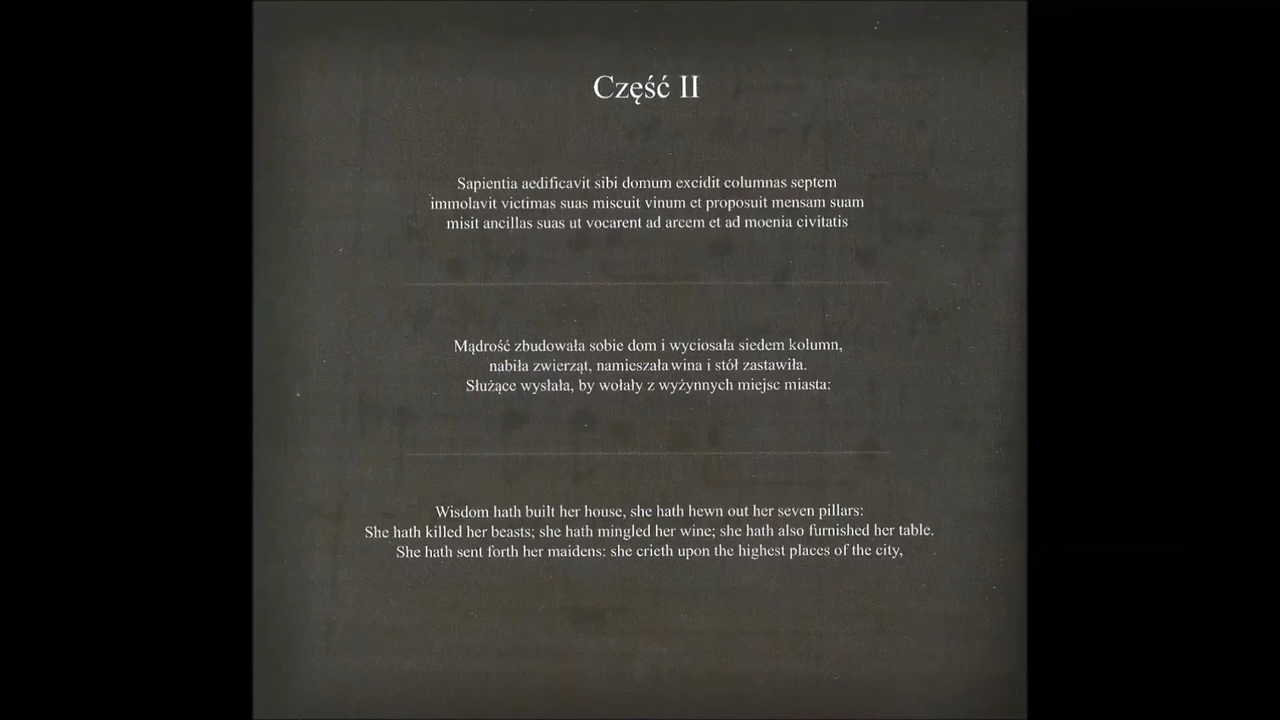 Część II
Sapientia aedificavit sibi domum excidit columnas septem
immolavit victimas suas miscuit vinum et proposuit mensam suam
misit ancillas suas ut vocarent ad arcem et ad moenia civitatis
Mądrość zbudowała sobie dom i wyciosała siedem kolumn,
nabiła zwierząt, namieszała wina i stół zastawiła.
Służące wysłała, by wołały z wyżynnych miejsc miasta:
Wisdom hath built her house, she hath hewn out her seven pillars:
She hath killed her beasts; she hath mingled her wine; she hath also furnished her table.
She hath sent forth her maidens: she crieth upon the highest places of the city,